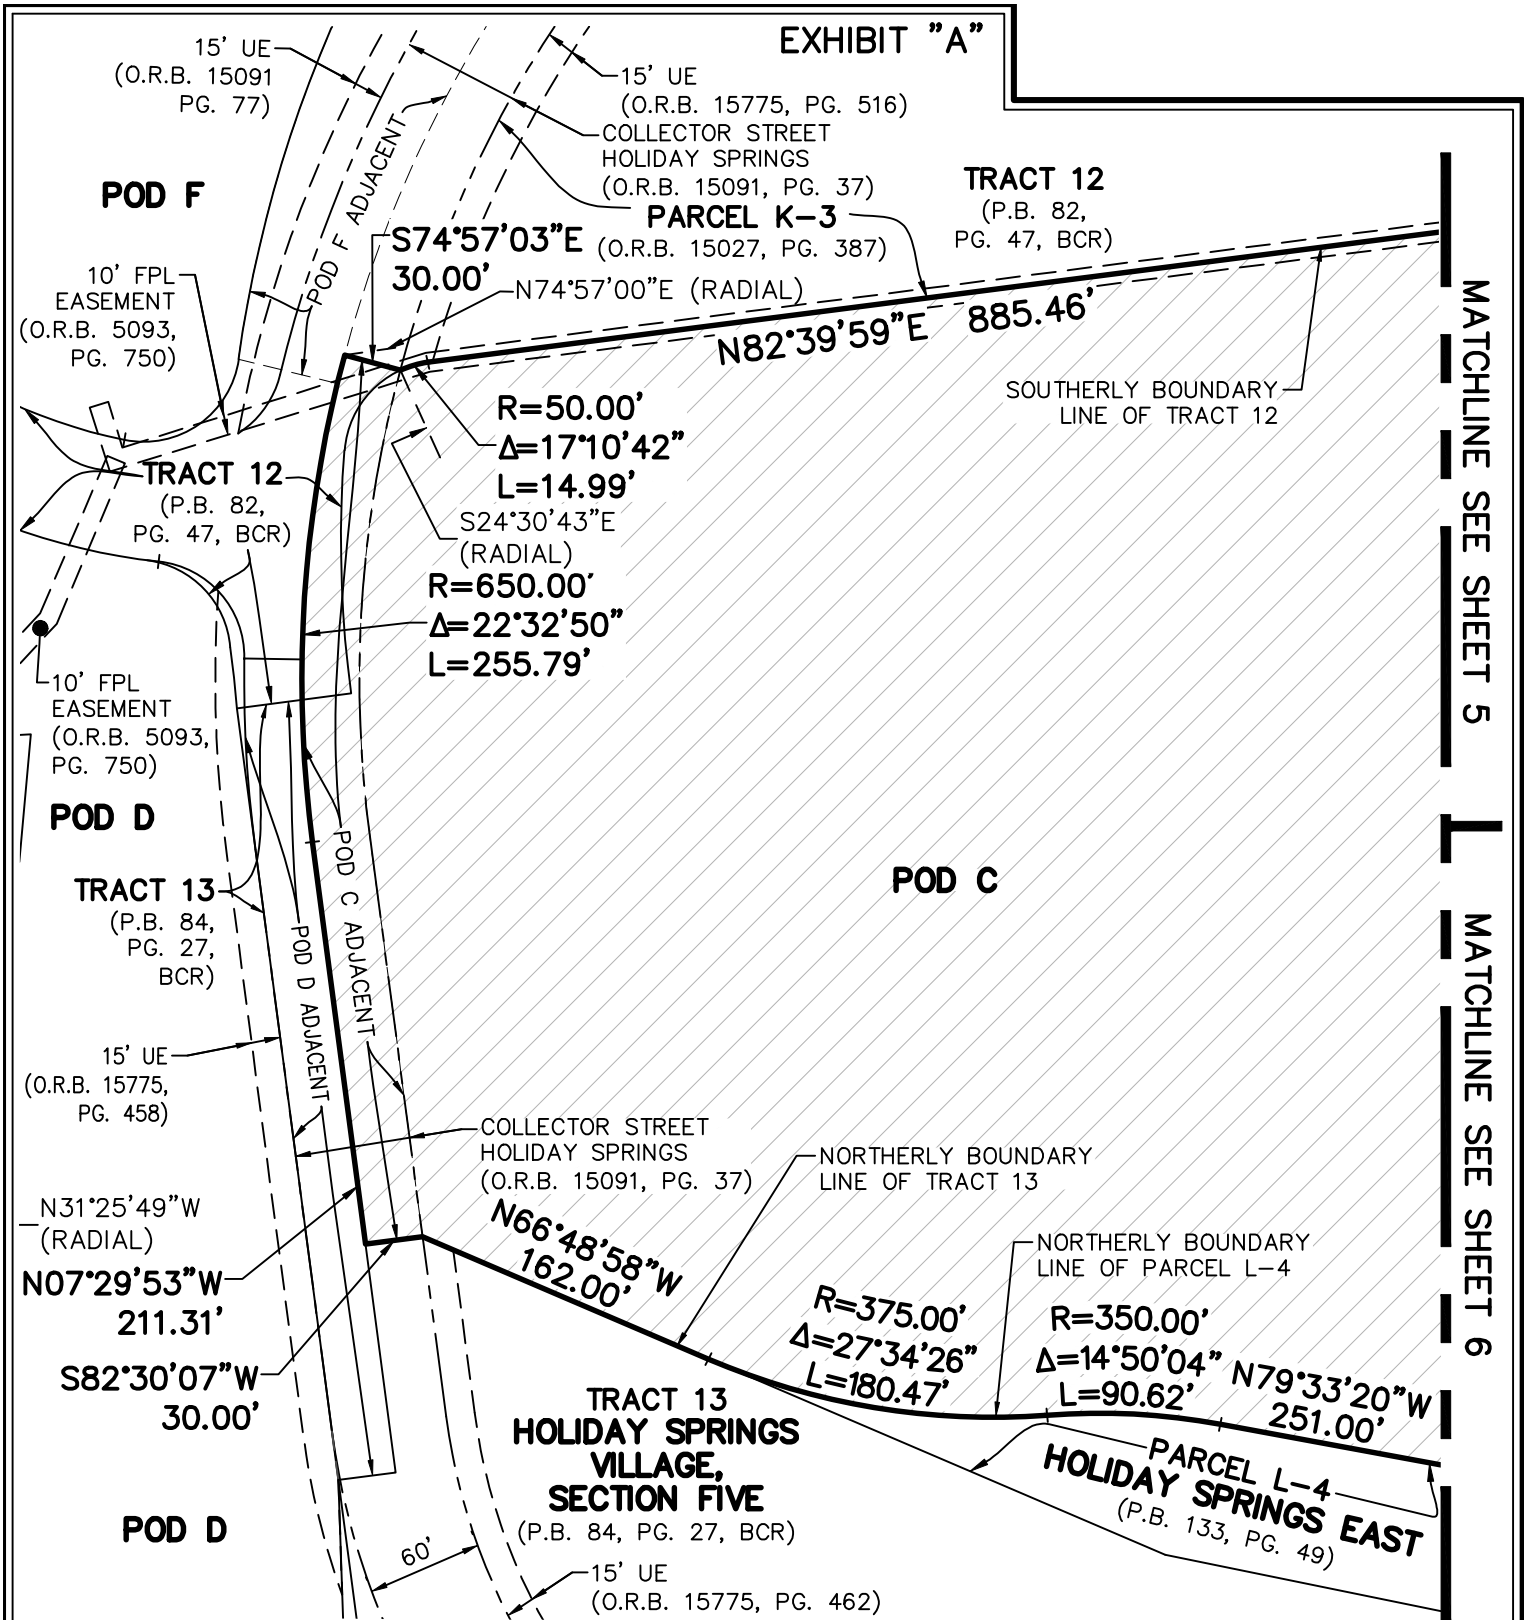 EXHIBIT "A"
15' UE
(O.R.B. 15091
PG. 77)
15' UE
(O.R.B. 15775, PG. 516)
COLLECTOR STREET
HOLIDAY SPRINGS
(O.R.B. 15091, PG. 37)
PARCEL K-3
(O.R.B. 15027, PG. 387)
TRACT 12
(P.B. 82,
PG. 47, BCR)
POD F
POD F ADJACENT
S74°57'03"E
30.00'
N74°57'00"E (RADIAL)
10' FPL
EASEMENT
(O.R.B. 5093,
PG. 750)
N82°39'59"E 885.46'
SOUTHERLY BOUNDARY
LINE OF TRACT 12
MATCHLINE SEE SHEET 5
R=50.00'
Δ=17°10'42"
L=14.99'
TRACT 12
(P.B. 82,
PG. 47, BCR)
S24°30'43"E
(RADIAL)
R=650.00'
Δ=22°32'50"
L=255.79'
10' FPL
EASEMENT
(O.R.B. 5093,
PG. 750)
POD D
TRACT 13
(P.B. 84,
PG. 27,
BCR)
POD C ADJACENT
POD D ADJACENT
POD C
MATCHLINE SEE SHEET 6
15' UE
(O.R.B. 15775,
PG. 458)
COLLECTOR STREET
HOLIDAY SPRINGS
(O.R.B. 15091, PG. 37)
NORTHERLY BOUNDARY
LINE OF TRACT 13
N31°25'49"W
(RADIAL)
N07°29'53"W
211.31'
S82°30'07"W
30.00'
N66°48'58"W
162.00'
NORTHERLY BOUNDARY
LINE OF PARCEL L-4
R=375.00'
Δ=27°34'26"
L=180.47'
R=350.00'
Δ=14°50'04"
L=90.62'
N79°33'20"W
251.00'
TRACT 13
HOLIDAY SPRINGS
VILLAGE,
SECTION FIVE
(P.B. 84, PG. 27, BCR)
PARCEL L-4
HOLIDAY SPRINGS EAST
(P.B. 133, PG. 49)
POD D
60'
15' UE
(O.R.B. 15775, PG. 462)